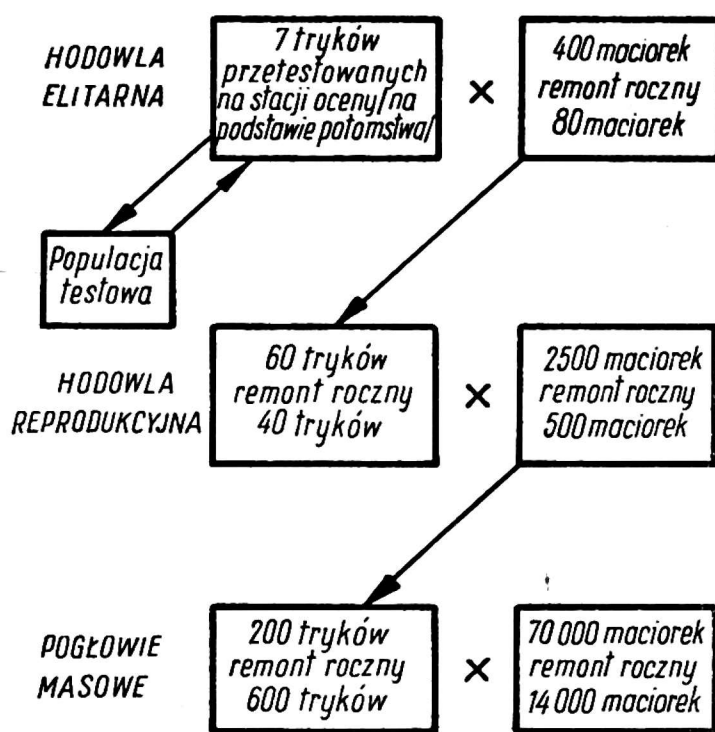 HODOWLA
ELITARNA
7 tryków
przetestowanych
na stacji oceny/na
podstawie potomstwa/
×
400 maciorek
remont roczny
80 maciorek
Populacja
testowa
HODOWLA
REPRODUKCYJNA
60 tryków
remont roczny
40 tryków
×
2500 maciorek
remont roczny
500 maciorek
POGŁOWIE
MASOWE
200 tryków
remont roczny
600 tryków
×
70 000 maciorek
remont roczny
14 000 maciorek